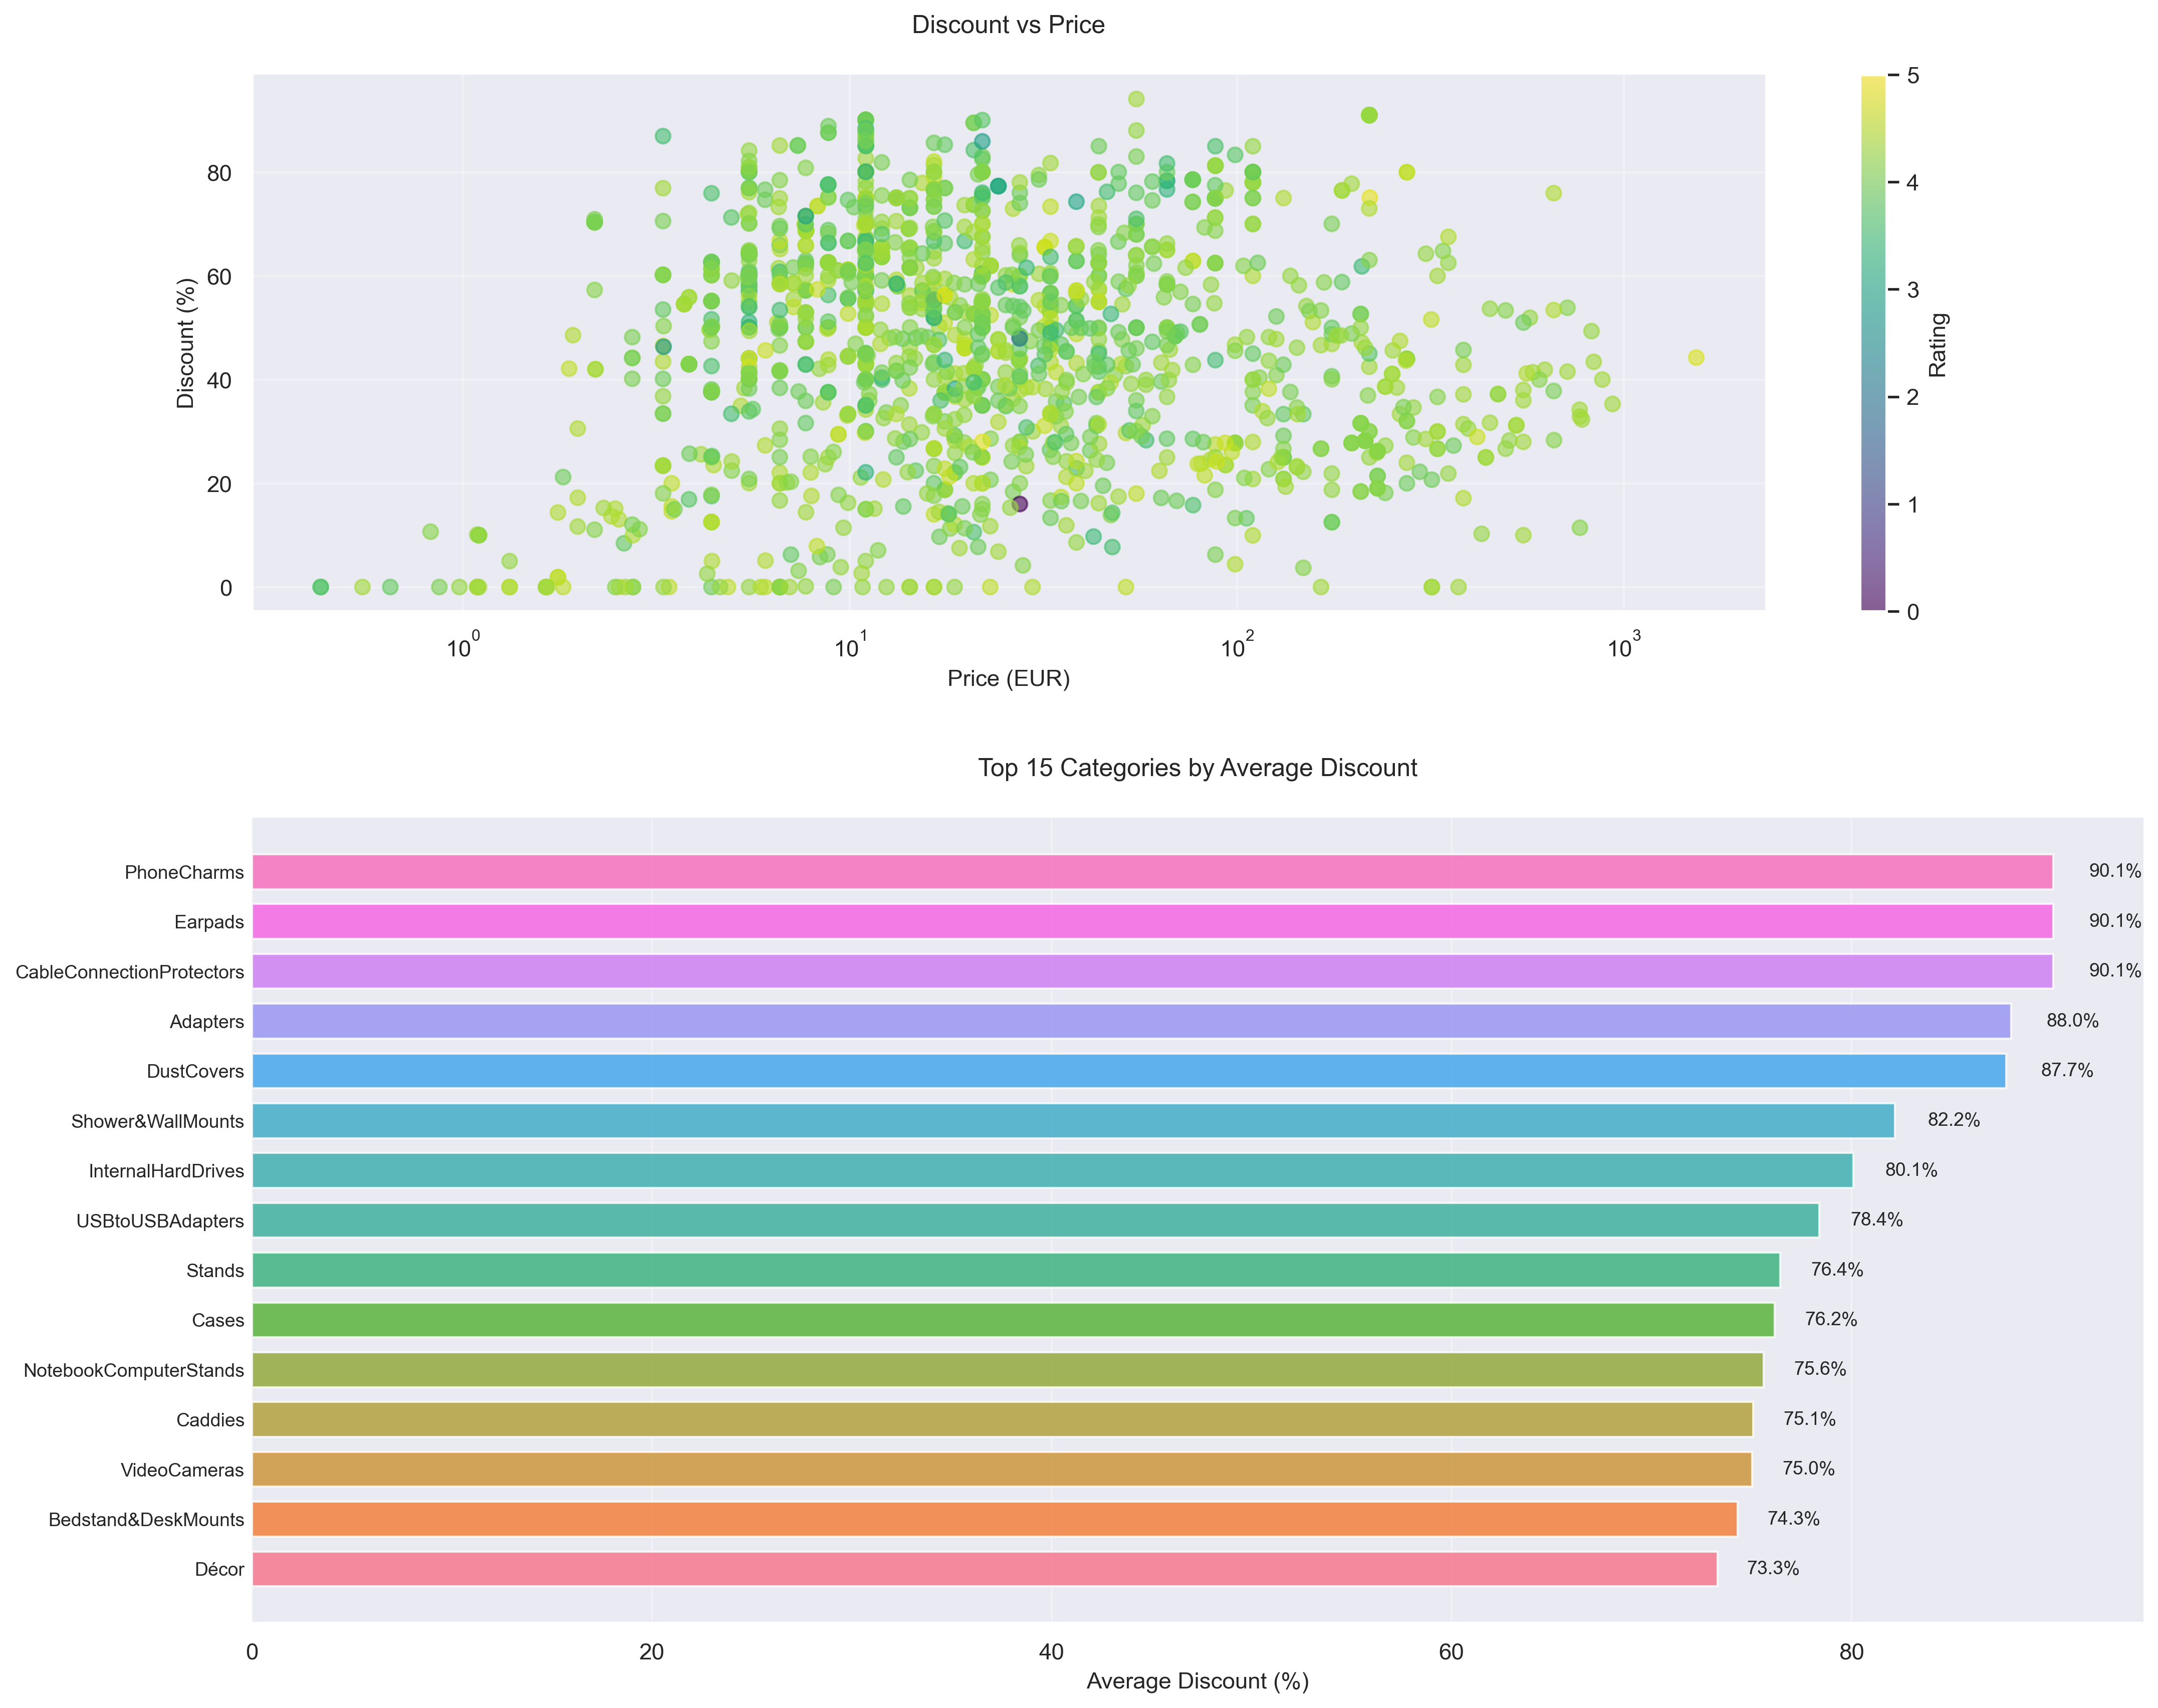 Discount vs Price
Discount (%)
80
60
40
20
0
10^0
10^1
10^2
10^3
Price (EUR)
5
4
3
2
1
0
Rating
Top 15 Categories by Average Discount
PhoneCharms 90.1%
Earpads 90.1%
CableConnectionProtectors 90.1%
Adapters 88.0%
DustCovers 87.7%
Shower&WallMounts 82.2%
InternalHardDrives 80.1%
USBtoUSBAdapters 78.4%
Stands 76.4%
Cases 76.2%
NotebookComputerStands 75.6%
Caddies 75.1%
VideoCameras 75.0%
Bedstand&DeskMounts 74.3%
Décor 73.3%
0 20 40 60 80
Average Discount (%)